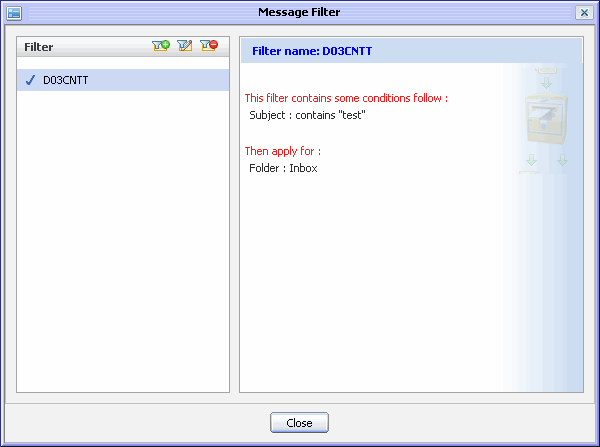 Message Filter
Filter
D03CNTT
Filter name: D03CNTT
This filter contains some conditions follow :
Subject : contains "test"
Then apply for :
Folder : Inbox
Close